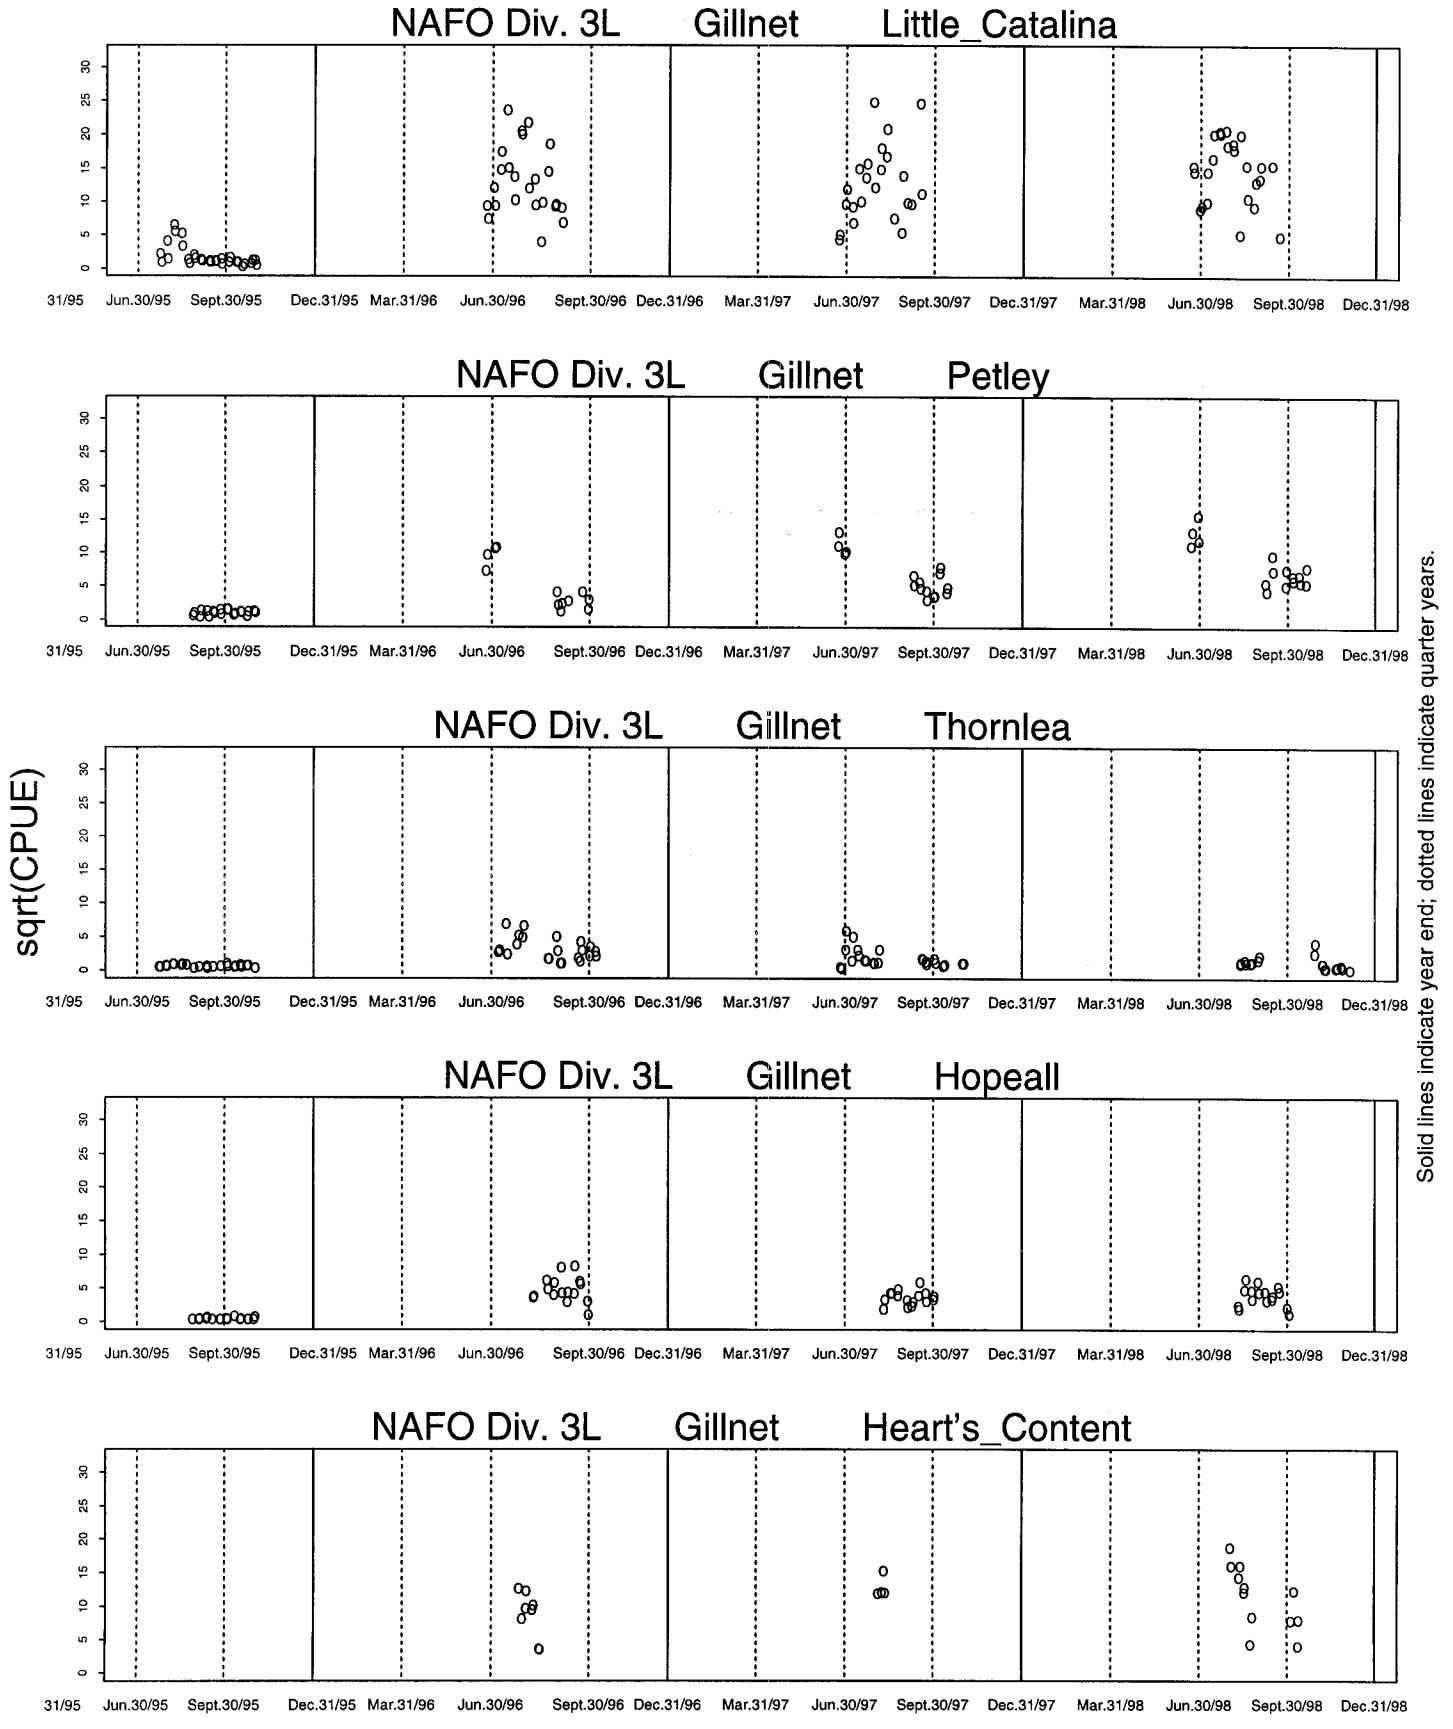 NAFO Div. 3L Gillnet Little_Catalina
30
25
20
15
10
5
0
31/95 Jun.30/95 Sept.30/95 Dec.31/95 Mar.31/96 Jun.30/96 Sept.30/96 Dec.31/96 Mar.31/97 Jun.30/97 Sept.30/97 Dec.31/97 Mar.31/98 Jun.30/98 Sept.30/98 Dec.31/98
NAFO Div. 3L Gillnet Petley
30
25
20
15
10
5
0
31/95 Jun.30/95 Sept.30/95 Dec.31/95 Mar.31/96 Jun.30/96 Sept.30/96 Dec.31/96 Mar.31/97 Jun.30/97 Sept.30/97 Dec.31/97 Mar.31/98 Jun.30/98 Sept.30/98 Dec.31/98
NAFO Div. 3L Gillnet Thornlea
sqrt(CPUE)
30
25
20
15
10
5
0
31/95 Jun.30/95 Sept.30/95 Dec.31/95 Mar.31/96 Jun.30/96 Sept.30/96 Dec.31/96 Mar.31/97 Jun.30/97 Sept.30/97 Dec.31/97 Mar.31/98 Jun.30/98 Sept.30/98 Dec.31/98
NAFO Div. 3L Gillnet Hopeall
30
25
20
15
10
5
0
31/95 Jun.30/95 Sept.30/95 Dec.31/95 Mar.31/96 Jun.30/96 Sept.30/96 Dec.31/96 Mar.31/97 Jun.30/97 Sept.30/97 Dec.31/97 Mar.31/98 Jun.30/98 Sept.30/98 Dec.31/98
NAFO Div. 3L Gillnet Heart's_Content
30
25
20
15
10
5
0
31/95 Jun.30/95 Sept.30/95 Dec.31/95 Mar.31/96 Jun.30/96 Sept.30/96 Dec.31/96 Mar.31/97 Jun.30/97 Sept.30/97 Dec.31/97 Mar.31/98 Jun.30/98 Sept.30/98 Dec.31/98
Solid lines indicate year end; dotted lines indicate quarter years.